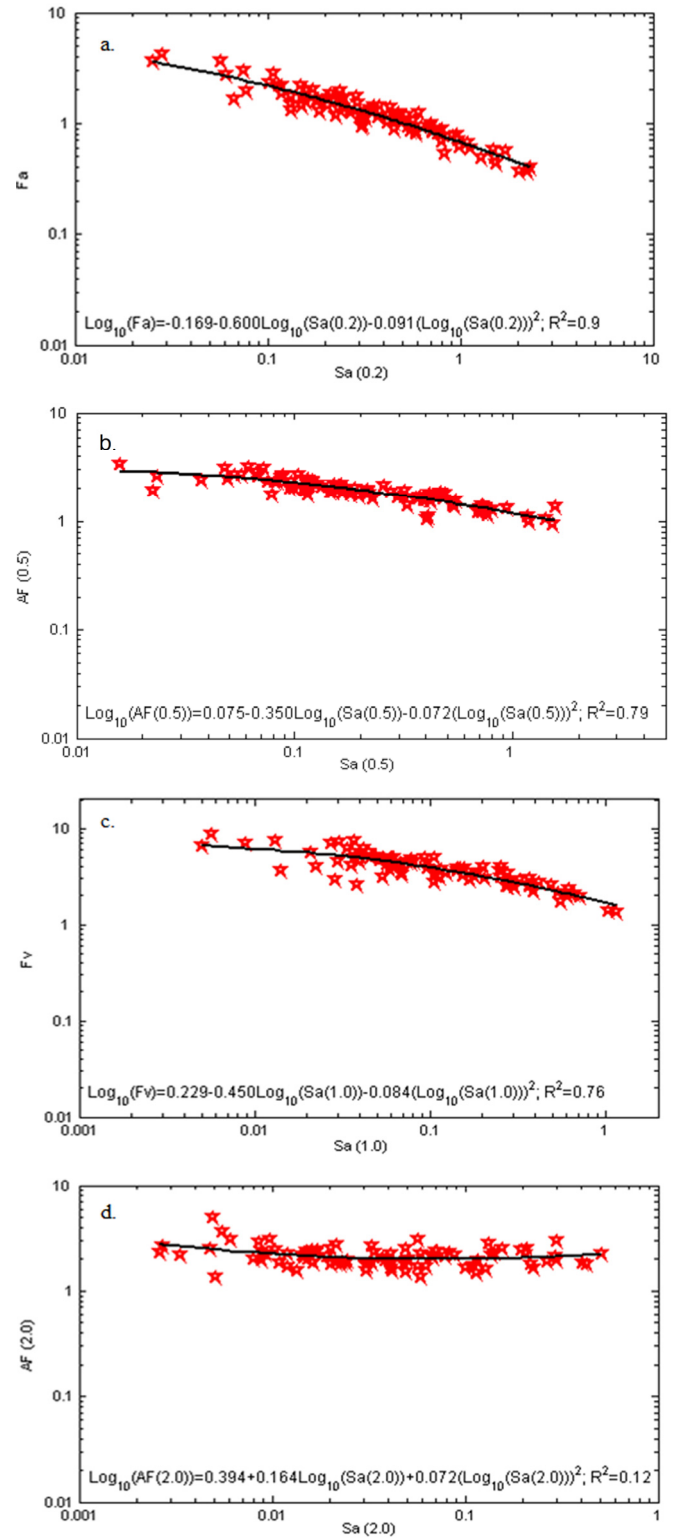 a.
10
1
0.1
0.01
Fa
Log10(Fa)=-0.169-0.600Log10(Sa(0.2))-0.091(Log10(Sa(0.2)))2; R2=0.9
0.01 0.1 1 10
Sa (0.2)
b.
10
1
0.1
0.01
AF (0.5)
Log10(AF(0.5))=0.075-0.350Log10(Sa(0.5))-0.072(Log10(Sa(0.5)))2; R2=0.79
0.01 0.1 1
Sa (0.5)
c.
10
1
0.1
0.01
Fv
Log10(Fv)=0.229-0.450Log10(Sa(1.0))-0.084(Log10(Sa(1.0)))2; R2=0.76
0.001 0.01 0.1 1
Sa (1.0)
d.
10
1
0.1
0.01
AF (2.0)
Log10(AF(2.0))=0.394+0.164Log10(Sa(2.0))+0.072(Log10(Sa(2.0)))2; R2=0.12
0.001 0.01 0.1 1
Sa (2.0)